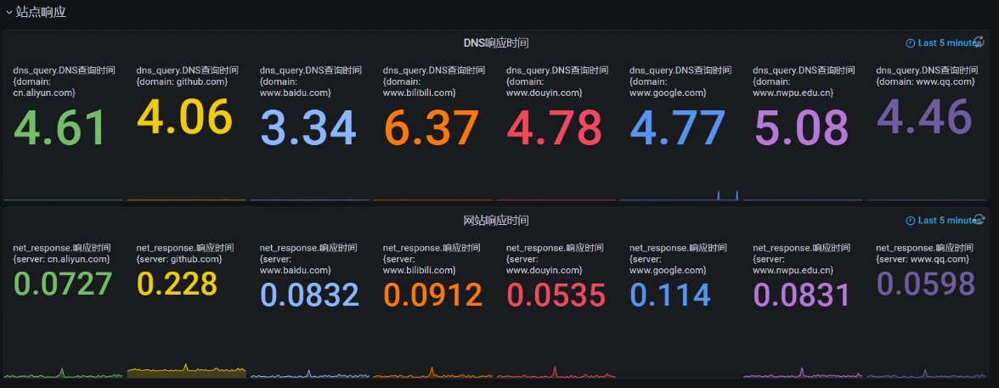 站点响应
DNS响应时间
Last 5 minutes
dns_query.DNS查询时间
{domain:
cn.aliyun.com}
4.61
dns_query.DNS查询时间
{domain: github.com}
4.06
dns_query.DNS查询时间
{domain:
www.baidu.com}
3.34
dns_query.DNS查询时间
{domain:
www.bilibili.com}
6.37
dns_query.DNS查询时间
{domain:
www.douyin.com}
4.78
dns_query.DNS查询时间
{domain:
www.google.com}
4.77
dns_query.DNS查询时间
{domain:
www.nwpu.edu.cn}
5.08
dns_query.DNS查询时间
{domain: www.qq.com}
4.46
网站响应时间
Last 5 minutes
net_response.响应时间
{server: cn.aliyun.com}
0.0727
net_response.响应时间
{server: github.com}
0.228
net_response.响应时间
{server:
www.baidu.com}
0.0832
net_response.响应时间
{server:
www.bilibili.com}
0.0912
net_response.响应时间
{server:
www.douyin.com}
0.0535
net_response.响应时间
{server:
www.google.com}
0.114
net_response.响应时间
{server:
www.nwpu.edu.cn}
0.0831
net_response.响应时间
{server: www.qq.com}
0.0598